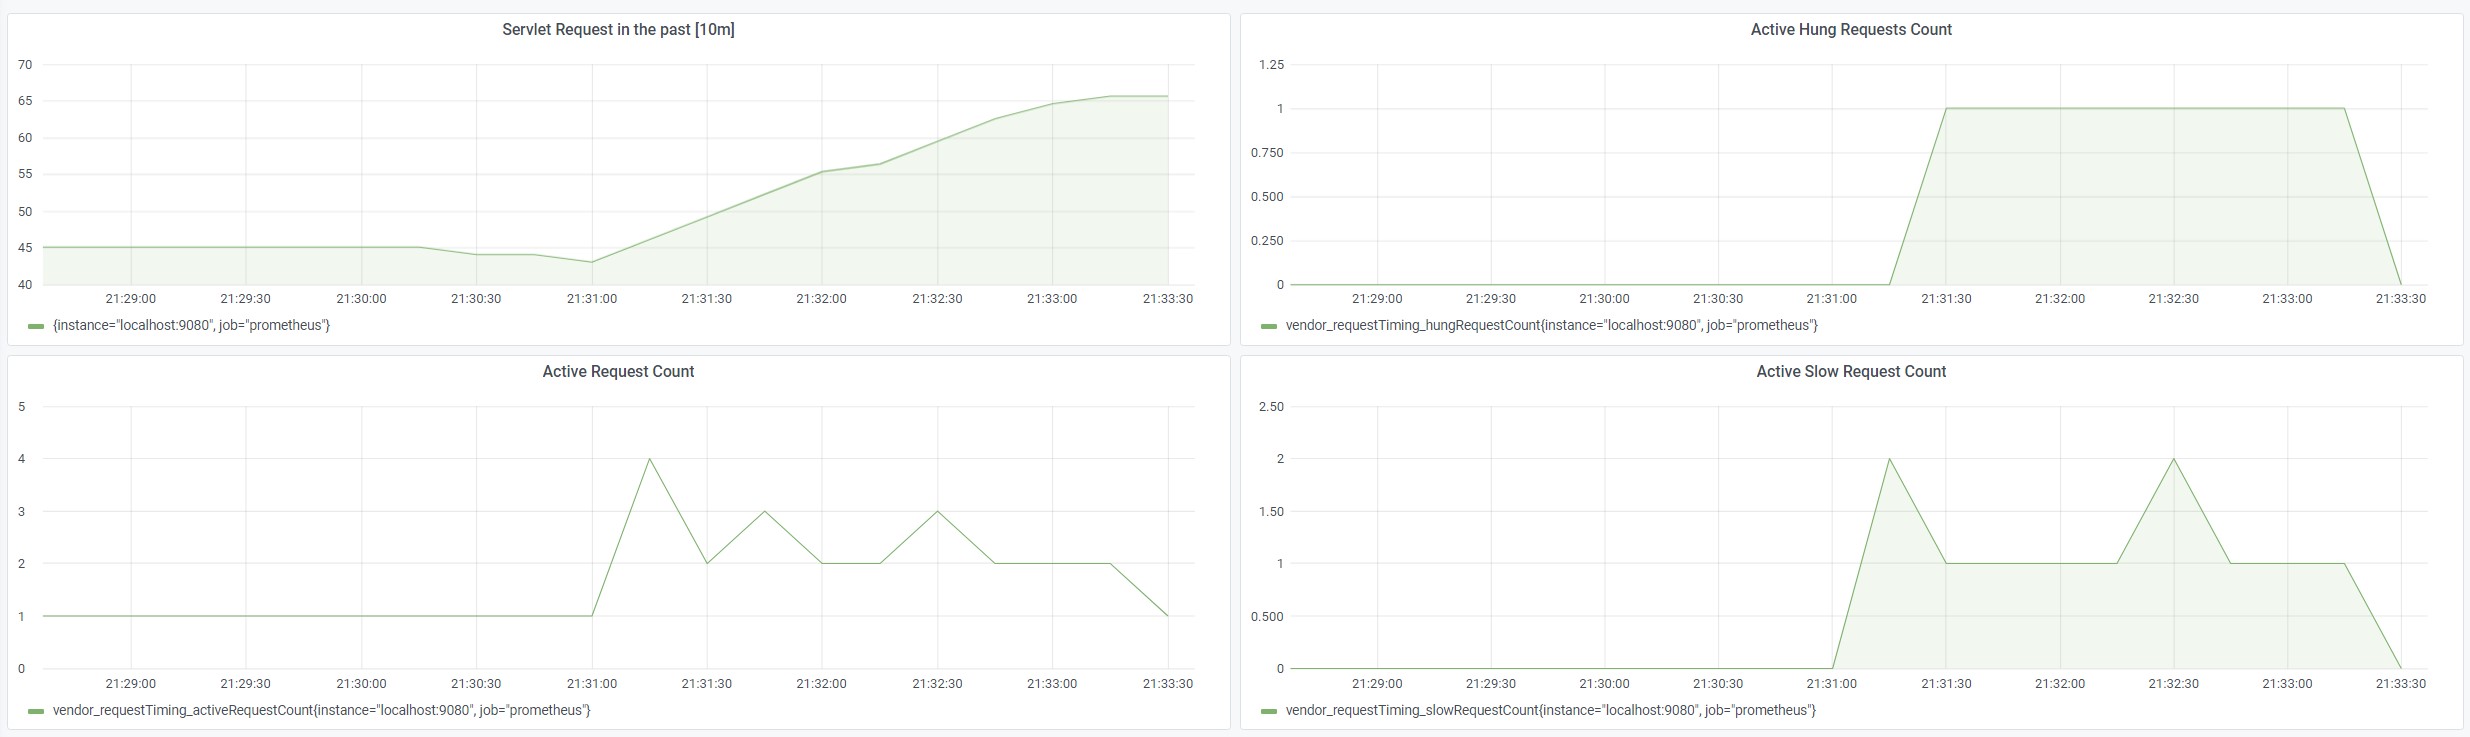 Servlet Request in the past [10m]
70
65
60
55
50
45
40
21:29:00 21:29:30 21:30:00 21:30:30 21:31:00 21:31:30 21:32:00 21:32:30 21:33:00 21:33:30
{instance="localhost:9080", job="prometheus"}
Active Hung Requests Count
1.25
1
0.750
0.500
0.250
0
21:29:00 21:29:30 21:30:00 21:30:30 21:31:00 21:31:30 21:32:00 21:32:30 21:33:00 21:33:30
vendor_requestTiming_hungRequestCount{instance="localhost:9080", job="prometheus"}
Active Request Count
5
4
3
2
1
0
21:29:00 21:29:30 21:30:00 21:30:30 21:31:00 21:31:30 21:32:00 21:32:30 21:33:00 21:33:30
vendor_requestTiming_activeRequestCount{instance="localhost:9080", job="prometheus"}
Active Slow Request Count
2.50
2
1.50
1
0.500
0
21:29:00 21:29:30 21:30:00 21:30:30 21:31:00 21:31:30 21:32:00 21:32:30 21:33:00 21:33:30
vendor_requestTiming_slowRequestCount{instance="localhost:9080", job="prometheus"}